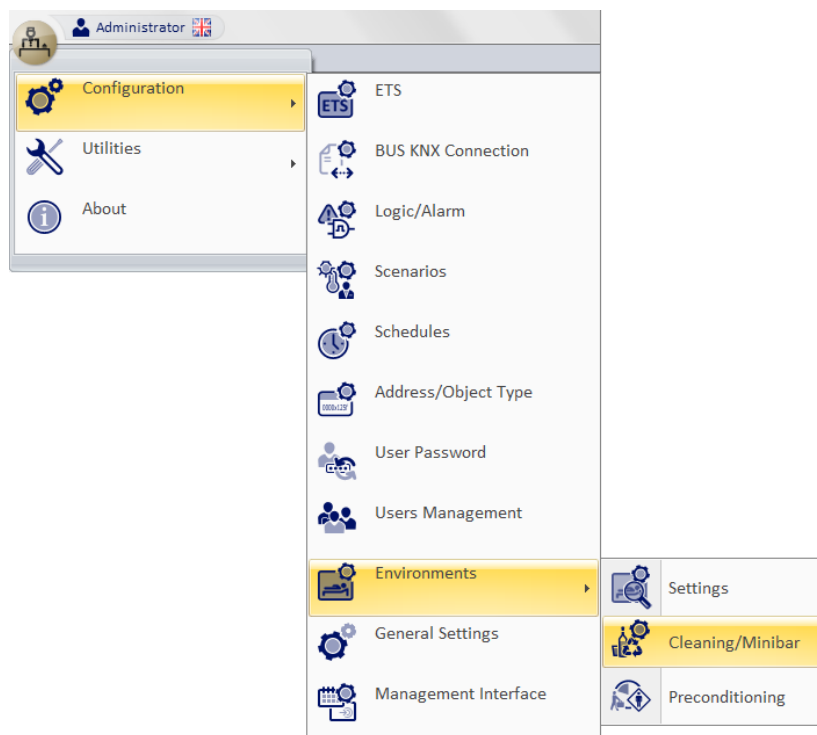 Administrator
Configuration
Utilities
About
ETS
ETS
BUS KNX Connection
Logic/Alarm
Scenarios
Schedules
Address/Object Type
User Password
Users Management
Environments
General Settings
Management Interface
Settings
Cleaning/Minibar
Preconditioning